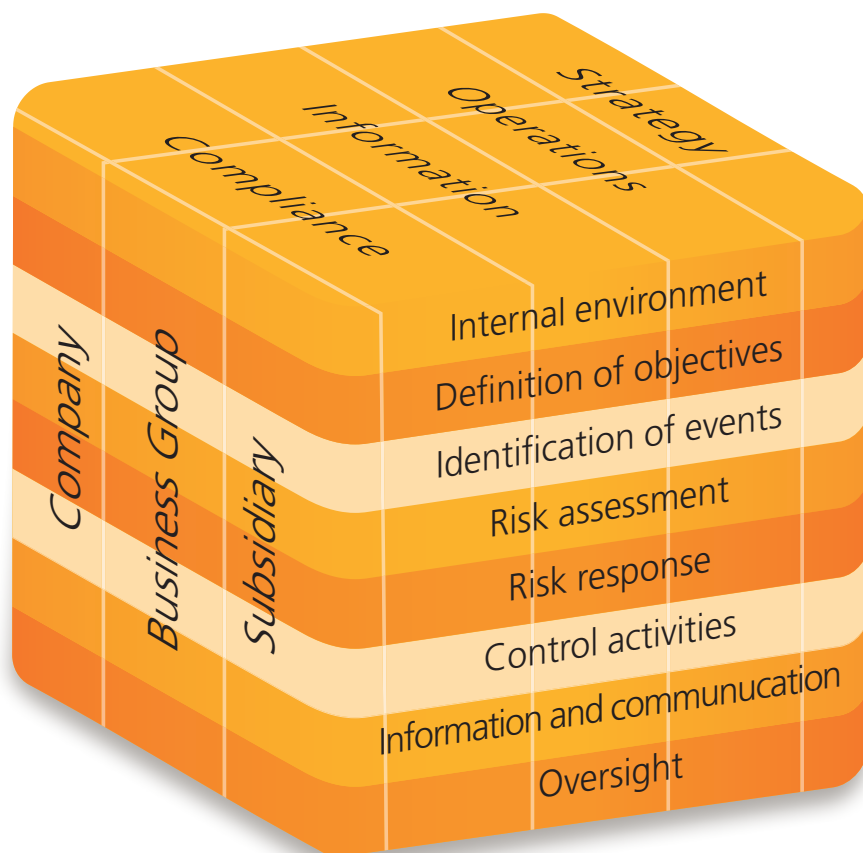 Strategy
Operations
Information
Compliance
Company
Business Group
Subsidiary
Internal environment
Definition of objectives
Identification of events
Risk assessment
Risk response
Control activities
Information and communucation
Oversight